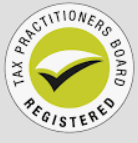 TAX PRACTITIONERS BOARD
REGISTERED